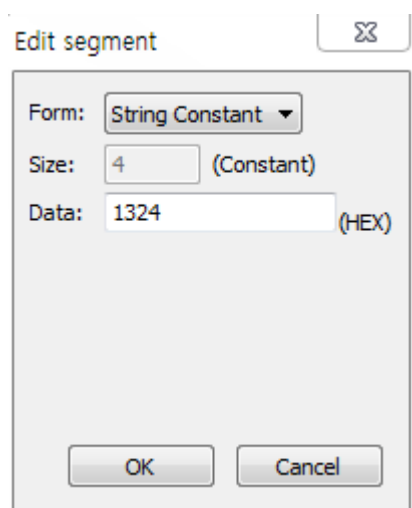 Edit segment
Form: String Constant
Size: 4 (Constant)
Data: 1324 (HEX)
OK Cancel